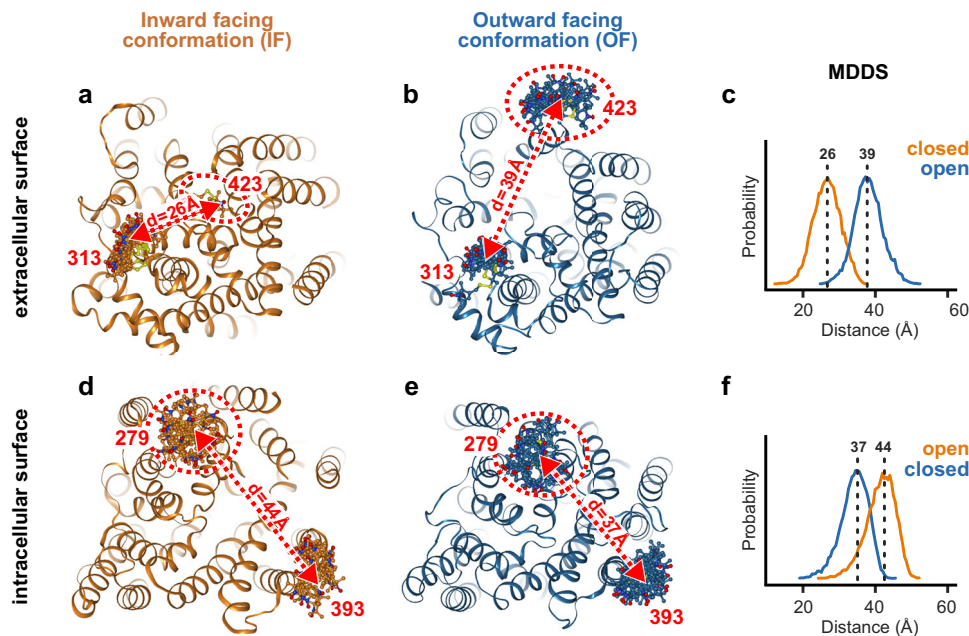 Inward facing
conformation (IF)
Outward facing
conformation (OF)
MDDS
extracellular surface
a
423
d=26Å
313
b
423
d=39Å
313
c
26 39
closed
open
Probability
20 40 60
Distance (Å)
intracellular surface
d
279
d=44Å
393
e
279
d=37Å
393
f
37 44
open
closed
Probability
20 40 60
Distance (Å)